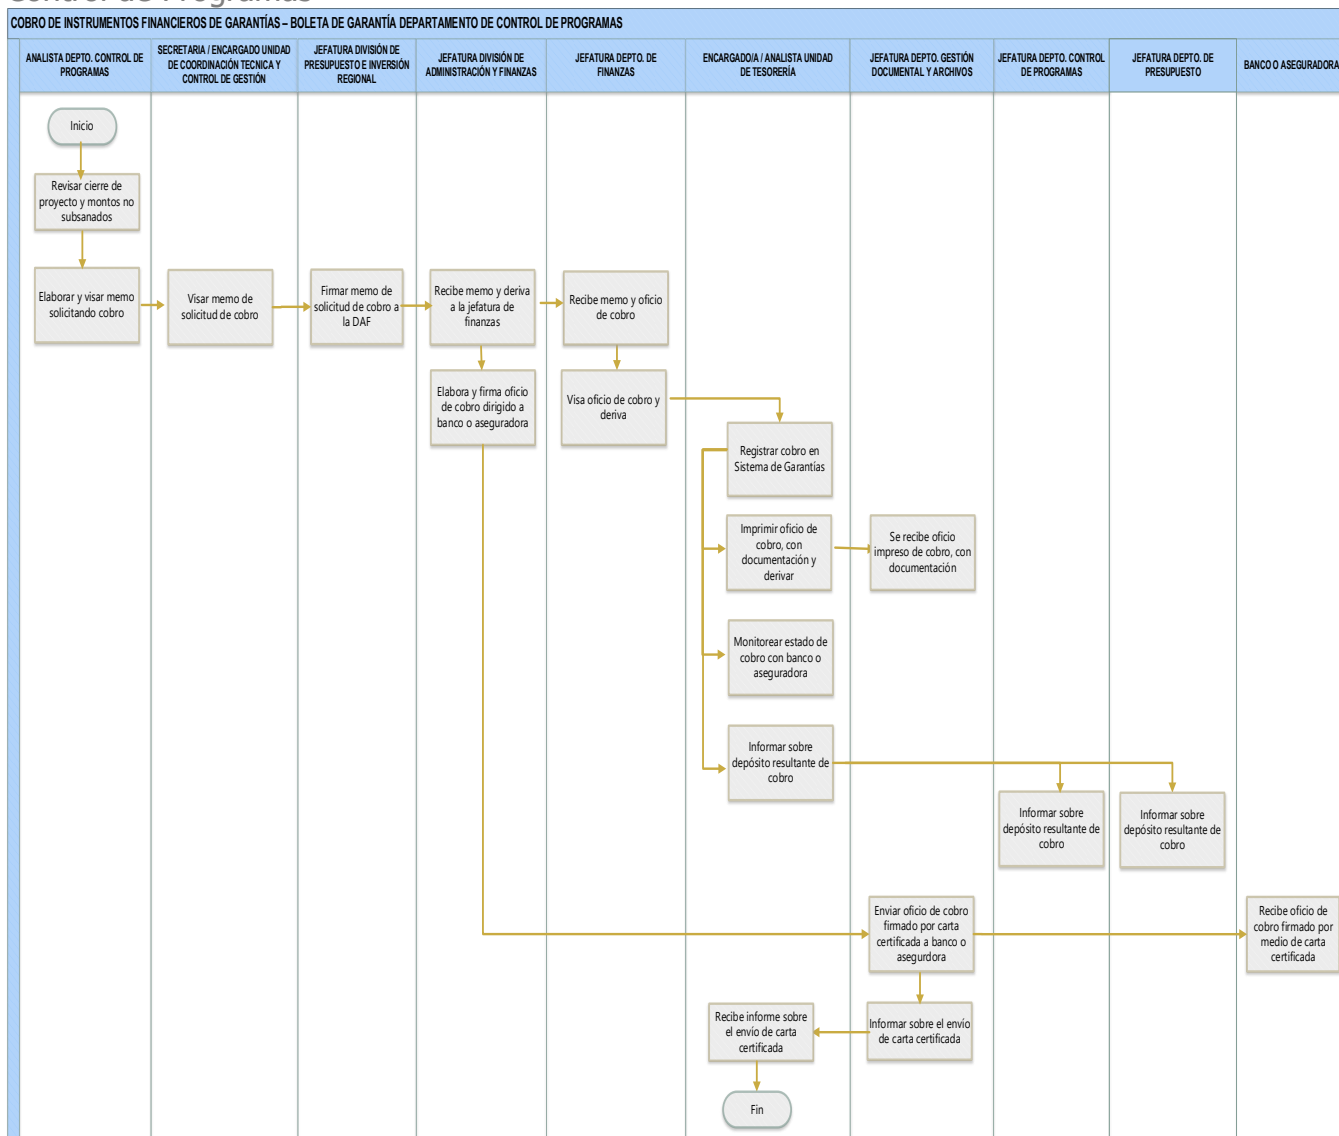 Control de Programas
COBRO DE INSTRUMENTOS FINANCIEROS DE GARANTÍAS – BOLETA DE GARANTÍA DEPARTAMENTO DE CONTROL DE PROGRAMAS
ANALISTA DEPTO. CONTROL DE
PROGRAMAS
SECRETARIA / ENCARGADO UNIDAD
DE COORDINACIÓN TECNICA Y
CONTROL DE GESTIÓN
JEFATURA DIVISIÓN DE
PRESUPUESTO E INVERSIÓN
REGIONAL
JEFATURA DIVISIÓN DE
ADMINISTRACIÓN Y FINANZAS
JEFATURA DEPTO. DE
FINANZAS
ENCARGADO/A / ANALISTA UNIDAD
DE TESORERÍA
JEFATURA DEPTO. GESTIÓN
DOCUMENTAL Y ARCHIVOS
JEFATURA DEPTO. CONTROL
DE PROGRAMAS
JEFATURA DEPTO. DE
PRESUPUESTO
BANCO O ASEGURADORA
Inicio
Revisar cierre de
proyecto y montos no
subsanados
Elaborar y visar memo
solicitando cobro
Visar memo de
solicitud de cobro
Firmar memo de
solicitud de cobro a
la DAF
Recibe memo y deriva
a la jefatura de
finanzas
Recibe memo y oficio
de cobro
Elabora y firma oficio
de cobro dirigido a
banco o aseguradora
Visa oficio de cobro y
deriva
Registrar cobro en
Sistema de Garantías
Imprimir oficio de
cobro, con
documentación y
derivar
Se recibe oficio
impreso de cobro, con
documentación
Monitorear estado de
cobro con banco o
aseguradora
Informar sobre
depósito resultante de
cobro
Informar sobre
depósito resultante de
cobro
Informar sobre
depósito resultante de
cobro
Enviar oficio de cobro
firmado por carta
certificada a banco o
asegurdora
Recibe oficio de
cobro firmado por
medio de carta
certificada
Recibe informe sobre
el envío de carta
certificada
Informar sobre el envío
de carta certificada
Fin